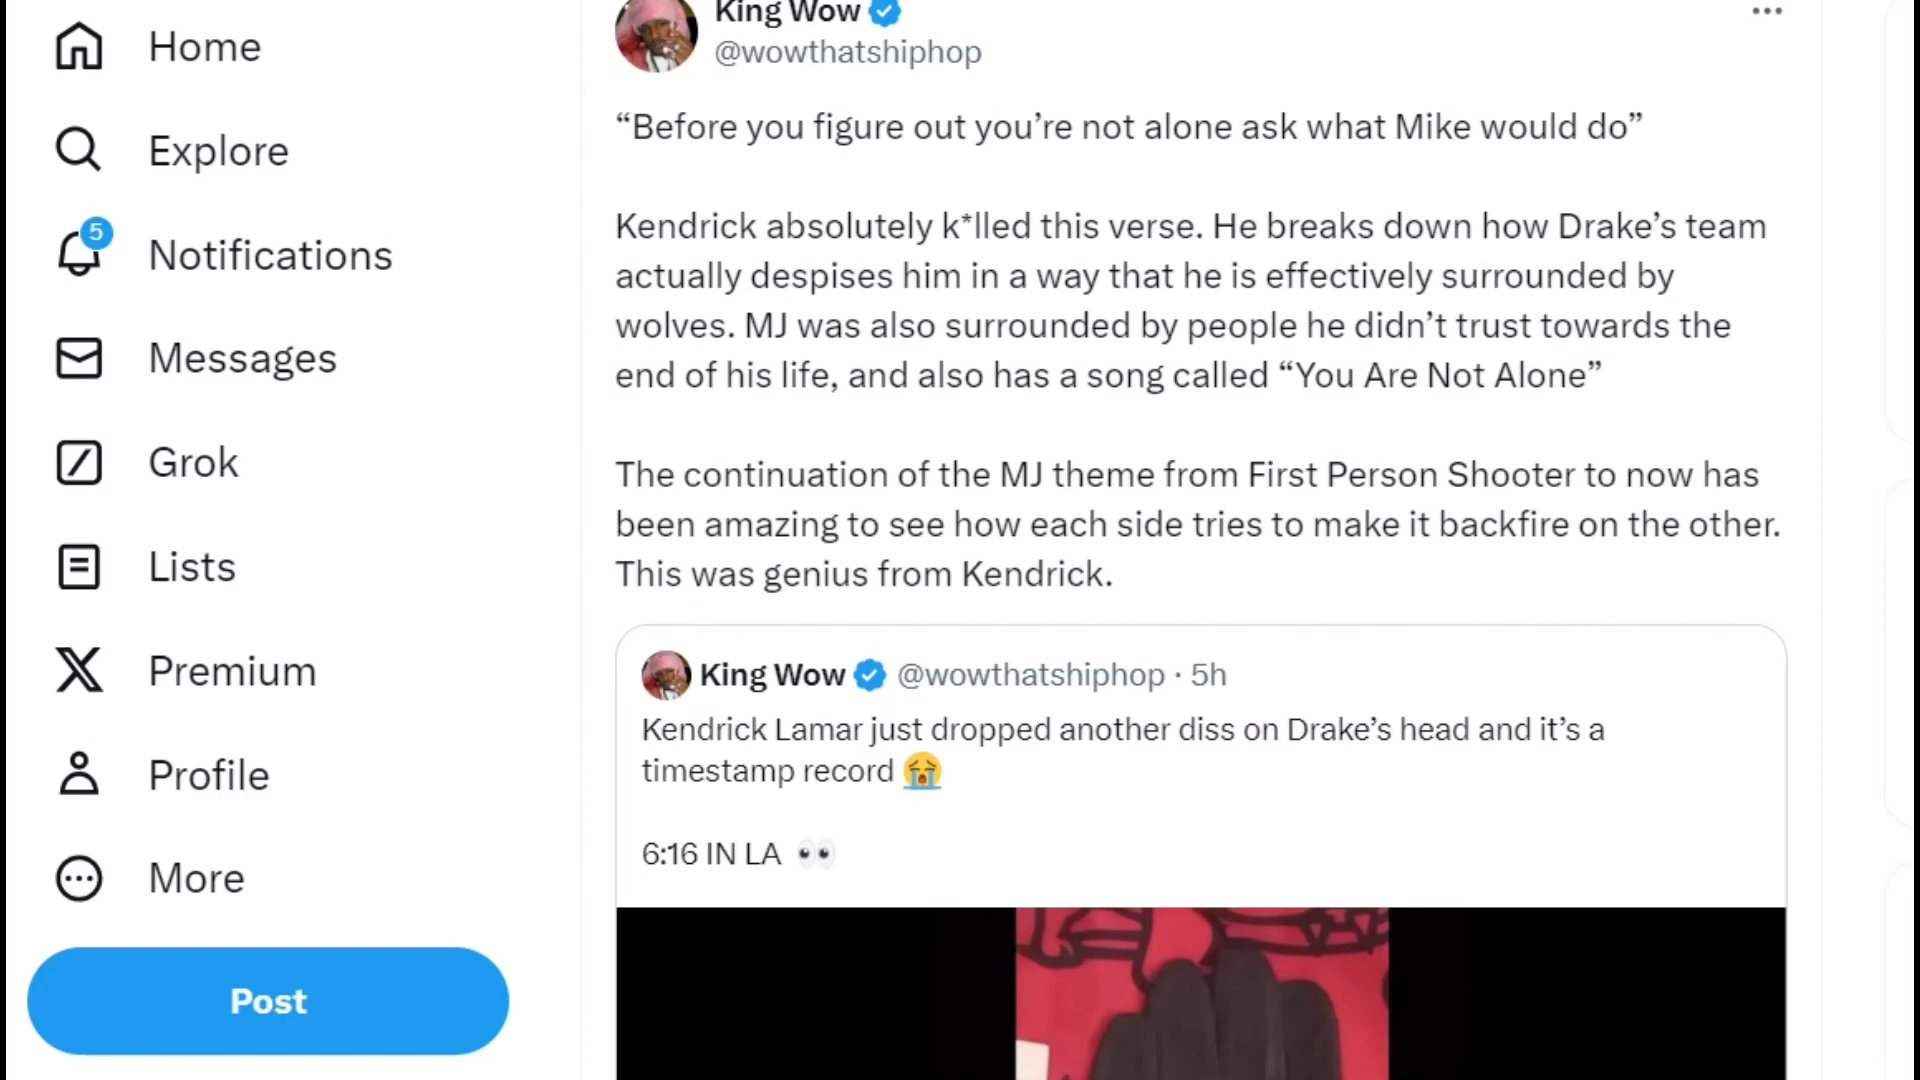 Home
Explore
5
Notifications
Messages
Grok
Lists
Premium
Profile
More
Post
King Wow
@wowthatshiphop
“Before you figure out you’re not alone ask what Mike would do”
Kendrick absolutely k*lled this verse. He breaks down how Drake’s team
actually despises him in a way that he is effectively surrounded by
wolves. MJ was also surrounded by people he didn’t trust towards the
end of his life, and also has a song called “You Are Not Alone”
The continuation of the MJ theme from First Person Shooter to now has
been amazing to see how each side tries to make it backfire on the other.
This was genius from Kendrick.
King Wow @wowthatshiphop · 5h
Kendrick Lamar just dropped another diss on Drake’s head and it’s a
timestamp record 😭
6:16 IN LA 👀